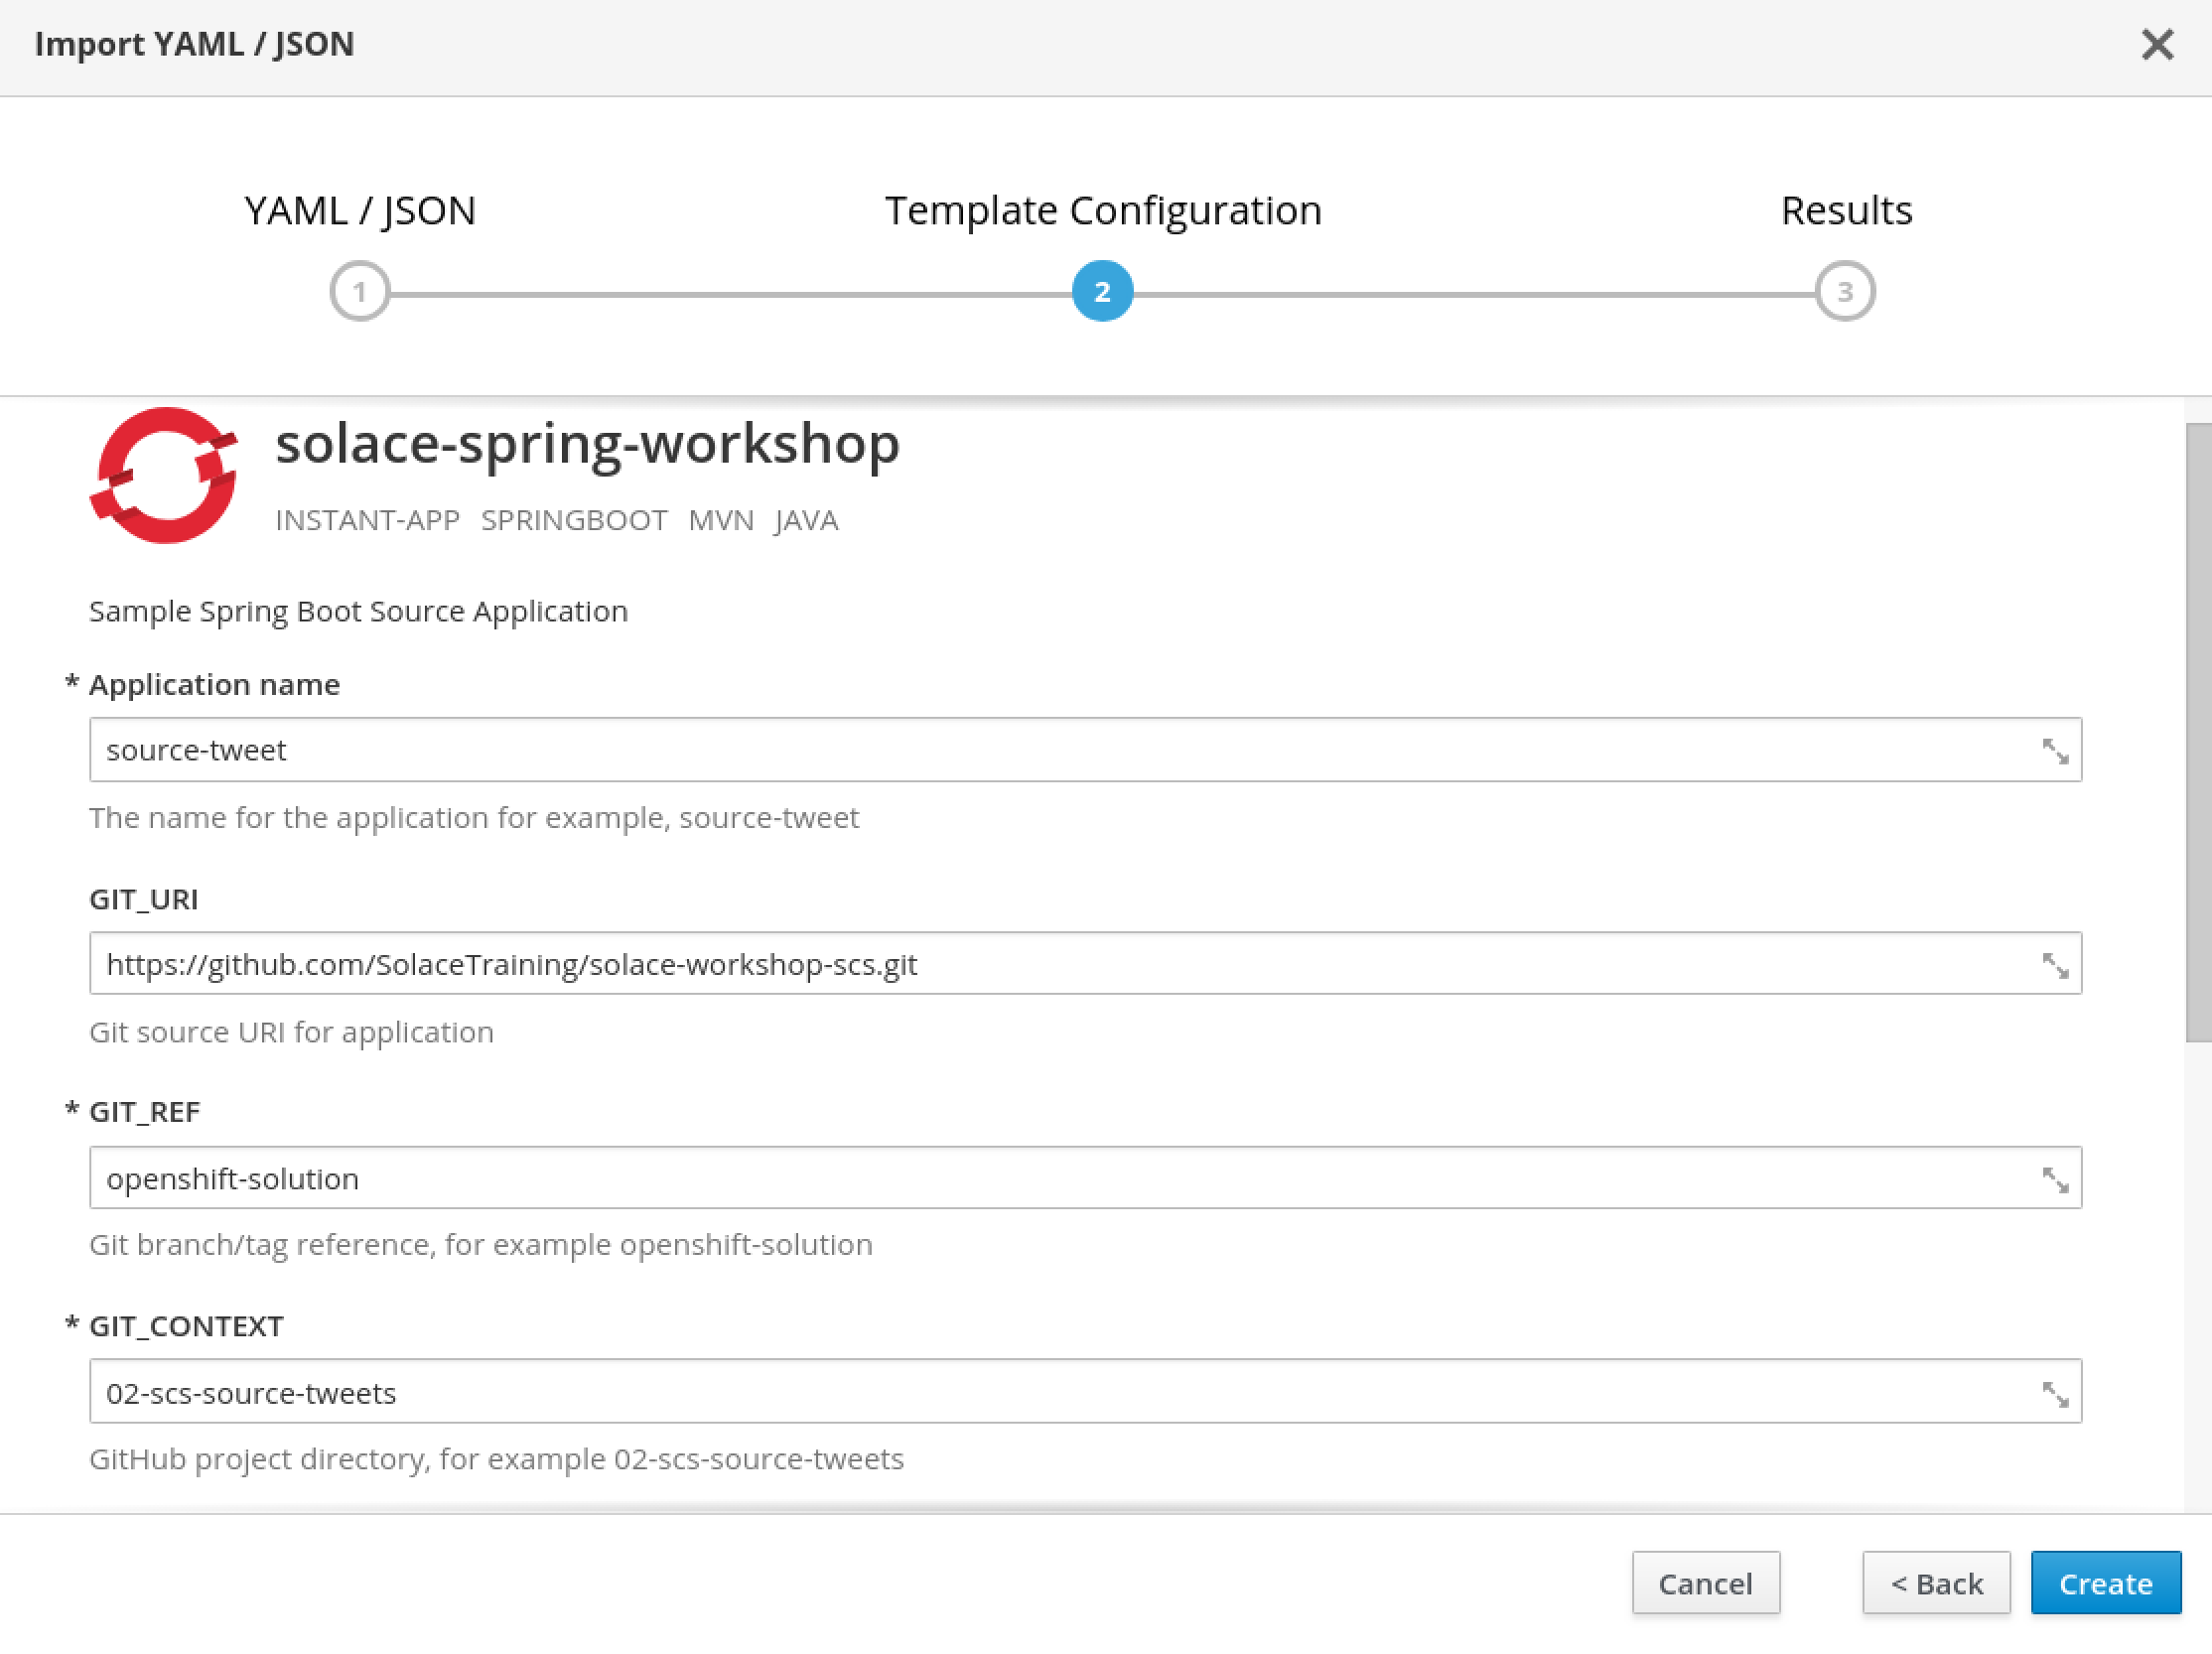 Import YAML / JSON
YAML / JSON
Template Configuration
Results
1
2
3
solace-spring-workshop
INSTANT-APP SPRINGBOOT MVN JAVA
Sample Spring Boot Source Application
* Application name
source-tweet
The name for the application for example, source-tweet
GIT_URI
https://github.com/SolaceTraining/solace-workshop-scs.git
Git source URI for application
* GIT_REF
openshift-solution
Git branch/tag reference, for example openshift-solution
* GIT_CONTEXT
02-scs-source-tweets
GitHub project directory, for example 02-scs-source-tweets
Cancel
< Back
Create